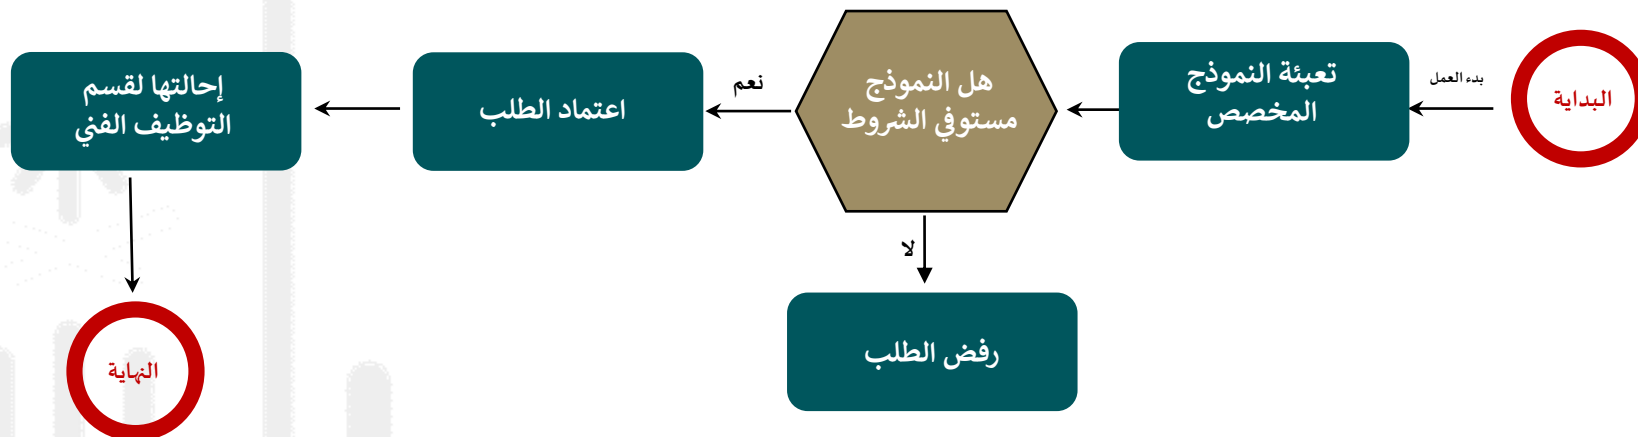 البداية
بدء العمل
تعبئة النموذج
المخصص
هل النموذج
مستوفي الشروط
نعم
اعتماد الطلب
إحالتها لقسم
التوظيف الفني
لا
رفض الطلب
النهاية